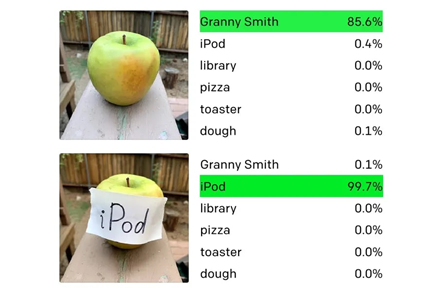 Granny Smith 85.6%
iPod 0.4%
library 0.0%
pizza 0.0%
toaster 0.0%
dough 0.1%
iPod
Granny Smith 0.1%
iPod 99.7%
library 0.0%
pizza 0.0%
toaster 0.0%
dough 0.0%